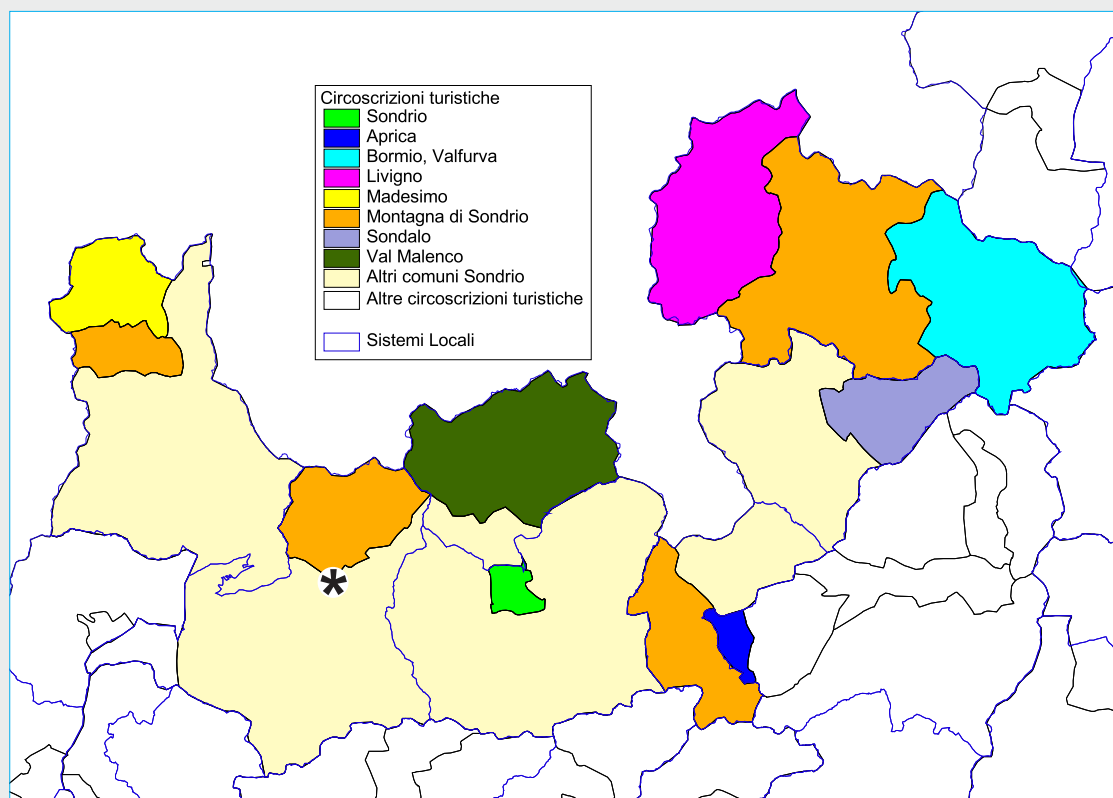 Circoscrizioni turistiche
Sondrio
Aprica
Bormio, Valfurva
Livigno
Madesimo
Montagna di Sondrio
Sondalo
Val Malenco
Altri comuni Sondrio
Altre circoscrizioni turistiche
Sistemi Locali
*